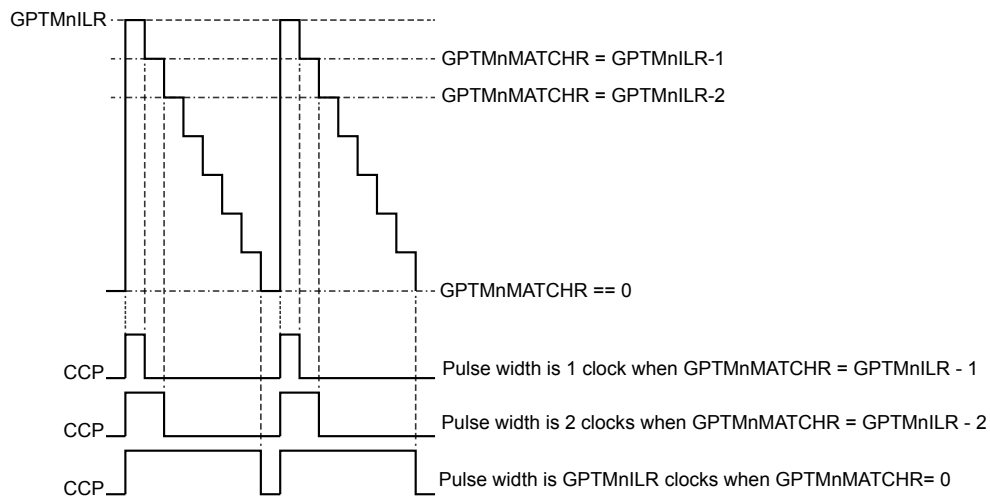 GPTMnILR
GPTMnMATCHR = GPTMnILR-1
GPTMnMATCHR = GPTMnILR-2
GPTMnMATCHR == 0
CCP
Pulse width is 1 clock when GPTMnMATCHR = GPTMnILR - 1
CCP
Pulse width is 2 clocks when GPTMnMATCHR = GPTMnILR - 2
CCP
Pulse width is GPTMnILR clocks when GPTMnMATCHR= 0